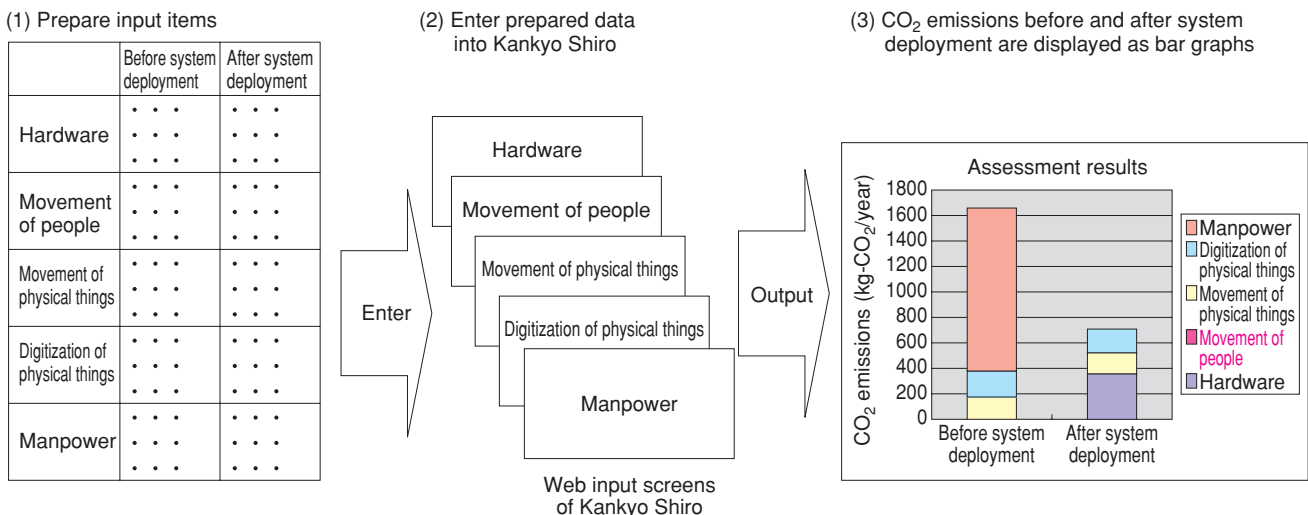 (1) Prepare input items
Before system
deployment
After system
deployment
Hardware
Movement
of people
Movement of
physical things
Digitization of
physical things
Manpower
Enter
(2) Enter prepared data
into Kankyo Shiro
Hardware
Movement of people
Movement of physical things
Digitization of physical things
Manpower
Web input screens
of Kankyo Shiro
Output
(3) CO₂ emissions before and after system
deployment are displayed as bar graphs
Assessment results
CO₂ emissions (kg-CO₂/year)
1800
1600
1400
1200
1000
800
600
400
200
0
Before system
deployment
After system
deployment
Manpower
Digitization of
physical things
Movement of
physical things
Movement of
people
Hardware